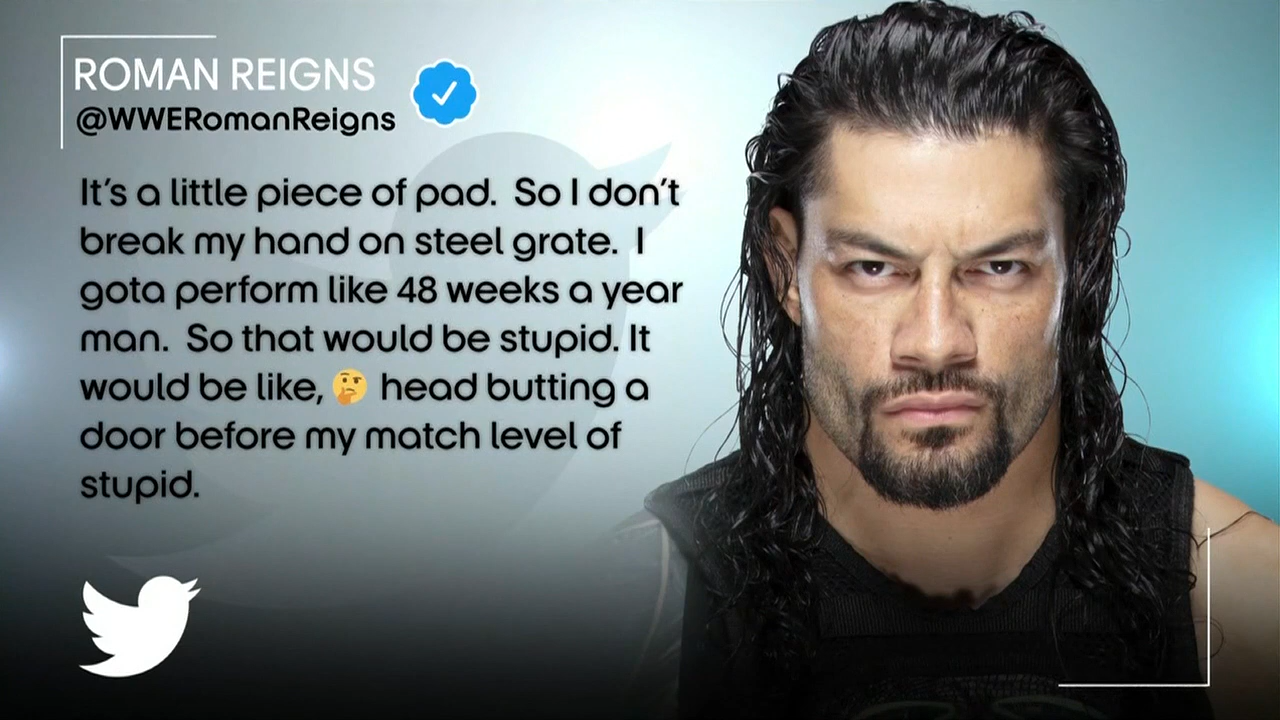 ROMAN REIGNS
@WWERomanReigns
It's a little piece of pad.  So I don't
break my hand on steel grate.  I
gota perform like 48 weeks a year
man.  So that would be stupid. It
would be like, 🤔 head butting a
door before my match level of
stupid.